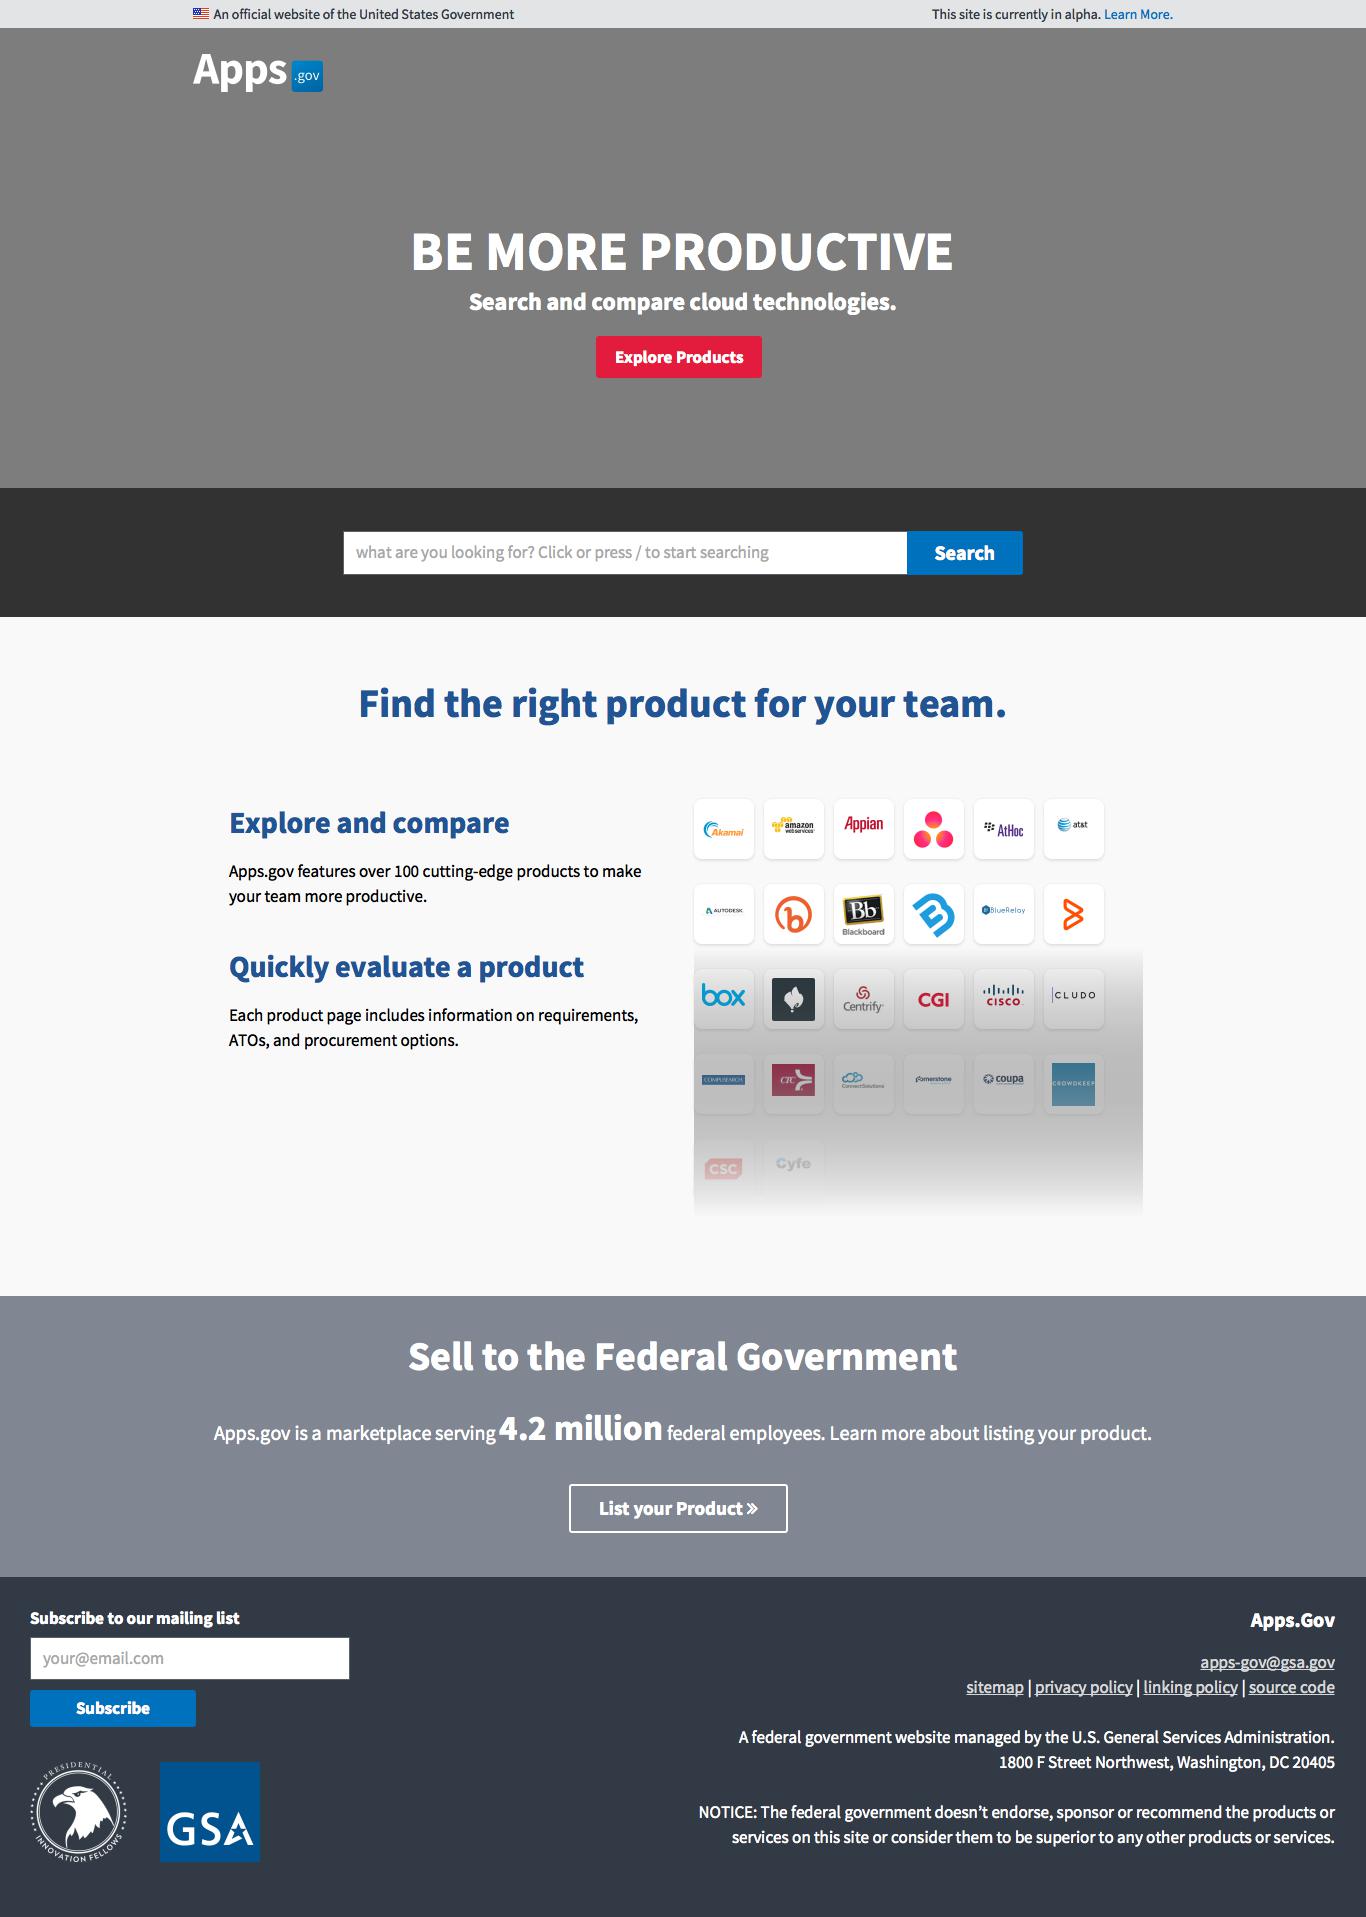 An official website of the United States Government
This site is currently in alpha. Learn More.
Apps .gov
BE MORE PRODUCTIVE
Search and compare cloud technologies.
Explore Products
what are you looking for? Click or press / to start searching
Search
Find the right product for your team.
Explore and compare
Apps.gov features over 100 cutting-edge products to make
your team more productive.
Quickly evaluate a product
Each product page includes information on requirements,
ATOs, and procurement options.
Akamai
amazon
web services
Appian
AtHoc
at&t
AUTODESK
b
Bb
Blackboard
BlueRelay
box
Centrify
CGI
CISCO
CLUDO
COMPUSEARCH
CTC
ConnectSolutions
cornerstone
coupa
CROWDKEEP
CSC
Cyfe
Sell to the Federal Government
Apps.gov is a marketplace serving 4.2 million federal employees. Learn more about listing your product.
List your Product »
Subscribe to our mailing list
your@email.com
Subscribe
PRESIDENTIAL
INNOVATION FELLOWS
GSA
Apps.Gov
apps-gov@gsa.gov
sitemap | privacy policy | linking policy | source code
A federal government website managed by the U.S. General Services Administration.
1800 F Street Northwest, Washington, DC 20405
NOTICE: The federal government doesn’t endorse, sponsor or recommend the products or
services on this site or consider them to be superior to any other products or services.